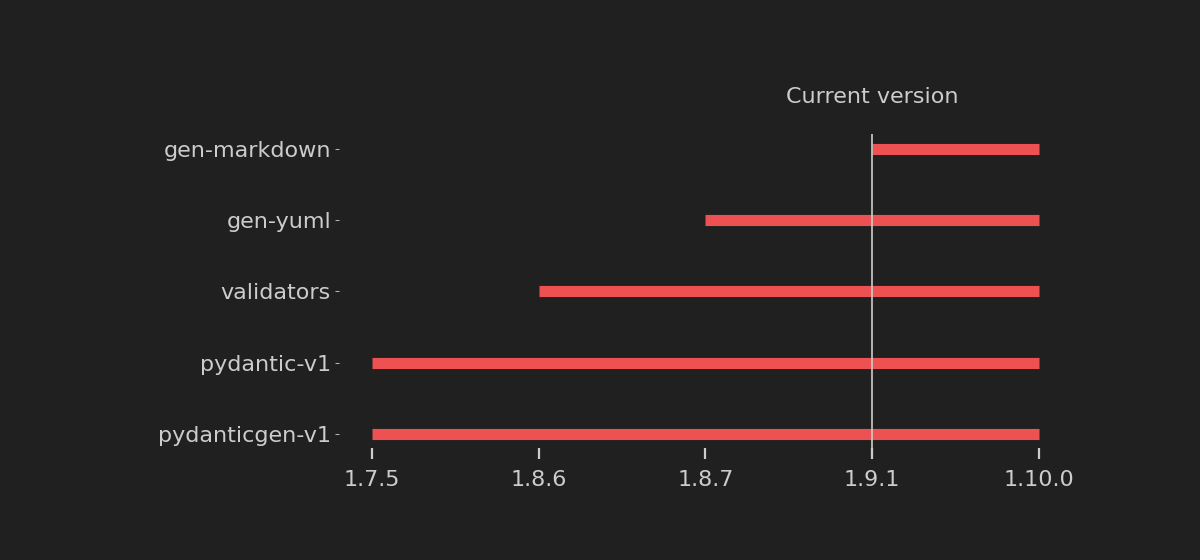 Current version
gen-markdown
gen-yuml
validators
pydantic-v1
pydanticgen-v1
1.7.5 1.8.6 1.8.7 1.9.1 1.10.0